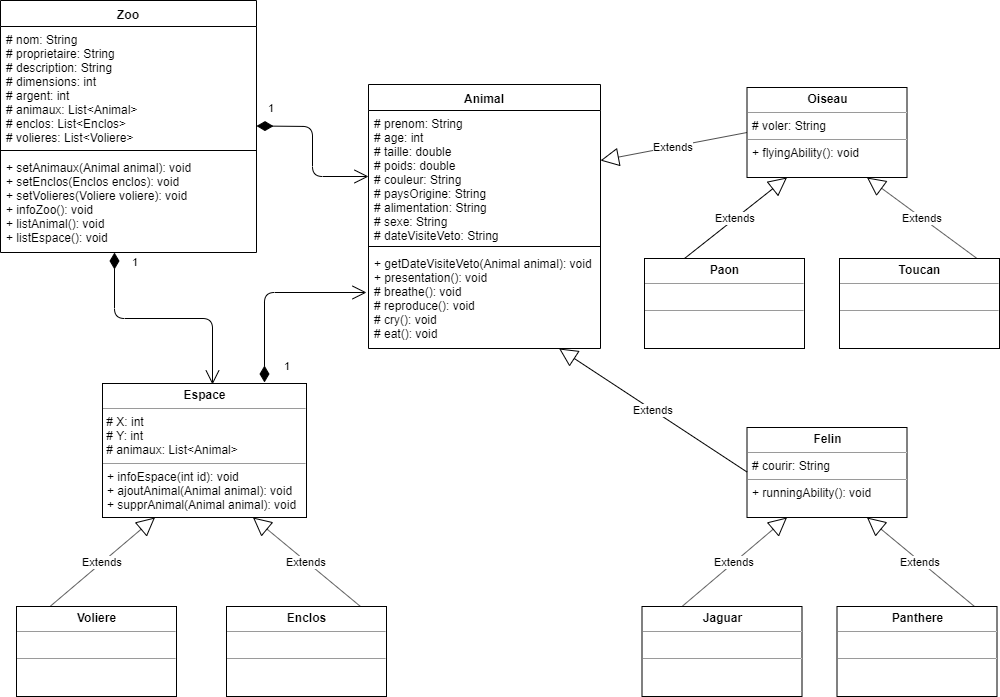 Zoo
# nom: String
# proprietaire: String
# description: String
# dimensions: int
# argent: int
# animaux: List<Animal>
# enclos: List<Enclos>
# volieres: List<Voliere>
+ setAnimaux(Animal animal): void
+ setEnclos(Enclos enclos): void
+ setVolieres(Voliere voliere): void
+ infoZoo(): void
+ listAnimal(): void
+ listEspace(): void
1
1
1
Animal
# prenom: String
# age: int
# taille: double
# poids: double
# couleur: String
# paysOrigine: String
# alimentation: String
# sexe: String
# dateVisiteVeto: String
+ getDateVisiteVeto(Animal animal): void
+ presentation(): void
# breathe(): void
# reproduce(): void
# cry(): void
# eat(): void
Extends
Oiseau
# voler: String
+ flyingAbility(): void
Extends
Extends
Paon
Toucan
Espace
# X: int
# Y: int
# animaux: List<Animal>
+ infoEspace(int id): void
+ ajoutAnimal(Animal animal): void
+ supprAnimal(Animal animal): void
Extends
Extends
Voliere
Enclos
Extends
Felin
# courir: String
+ runningAbility(): void
Extends
Extends
Jaguar
Panthere